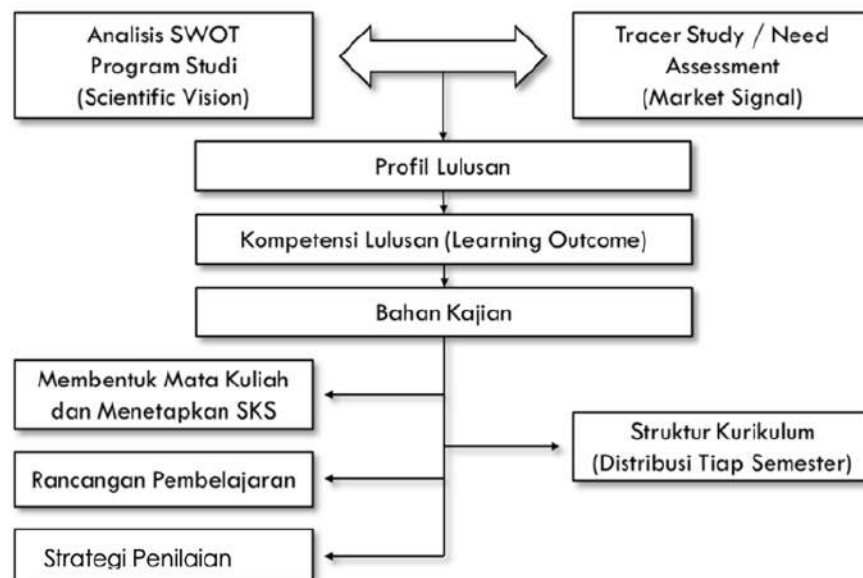 Analisis SWOT
Program Studi
(Scientific Vision)
Tracer Study / Need
Assessment
(Market Signal)
Profil Lulusan
Kompetensi Lulusan (Learning Outcome)
Bahan Kajian
Membentuk Mata Kuliah
dan Menetapkan SKS
Struktur Kurikulum
(Distribusi Tiap Semester)
Rancangan Pembelajaran
Strategi Penilaian